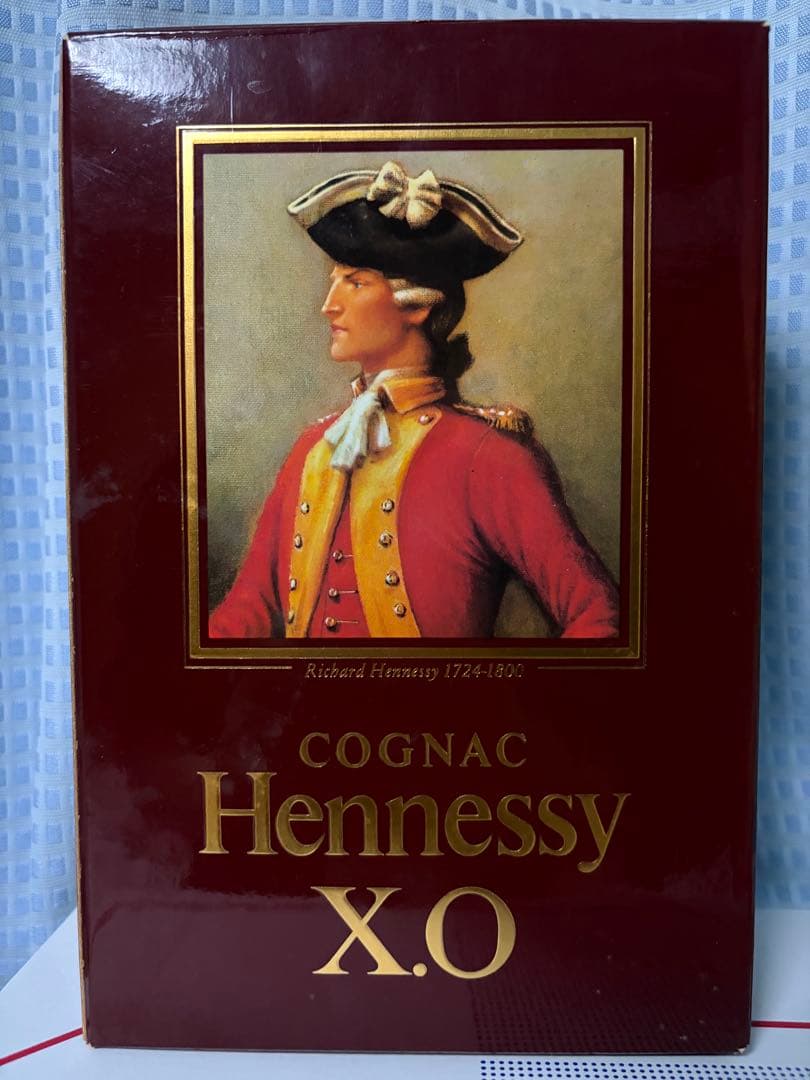 Richard Hennessy 1724-1800
COGNAC
Hennessy
X.O